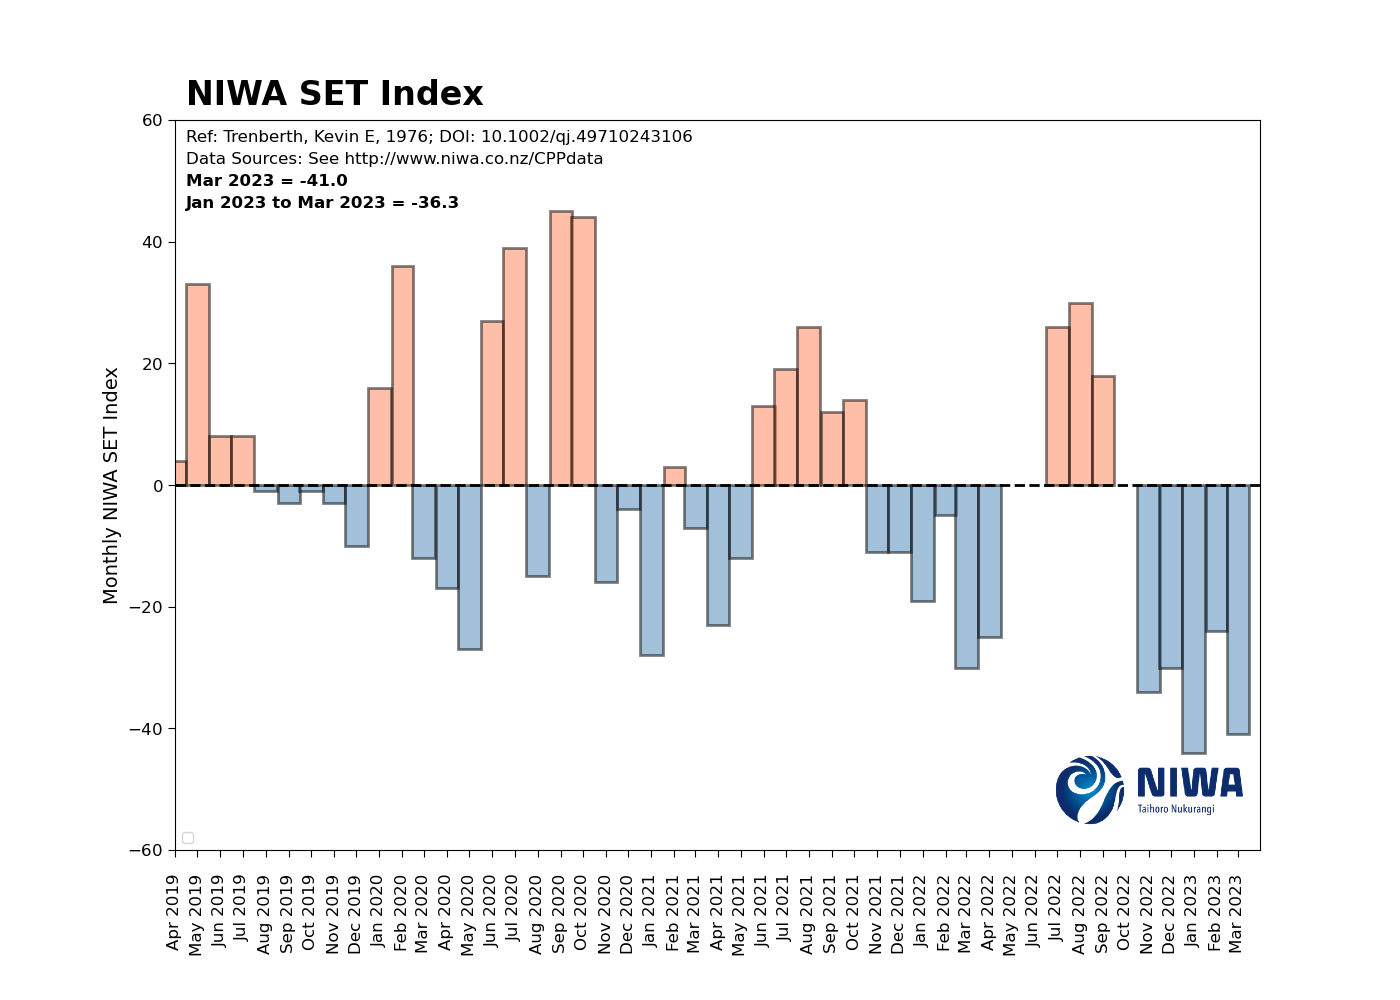 NIWA SET Index
Ref: Trenberth, Kevin E, 1976; DOI: 10.1002/qj.49710243106
Data Sources: See http://www.niwa.co.nz/CPPdata
Mar 2023 = -41.0
Jan 2023 to Mar 2023 = -36.3
Monthly NIWA SET Index
60
40
20
0
−20
−40
−60
NIWA
Taihoro Nukurangi
Apr 2019
May 2019
Jun 2019
Jul 2019
Aug 2019
Sep 2019
Oct 2019
Nov 2019
Dec 2019
Jan 2020
Feb 2020
Mar 2020
Apr 2020
May 2020
Jun 2020
Jul 2020
Aug 2020
Sep 2020
Oct 2020
Nov 2020
Dec 2020
Jan 2021
Feb 2021
Mar 2021
Apr 2021
May 2021
Jun 2021
Jul 2021
Aug 2021
Sep 2021
Oct 2021
Nov 2021
Dec 2021
Jan 2022
Feb 2022
Mar 2022
Apr 2022
May 2022
Jun 2022
Jul 2022
Aug 2022
Sep 2022
Oct 2022
Nov 2022
Dec 2022
Jan 2023
Feb 2023
Mar 2023